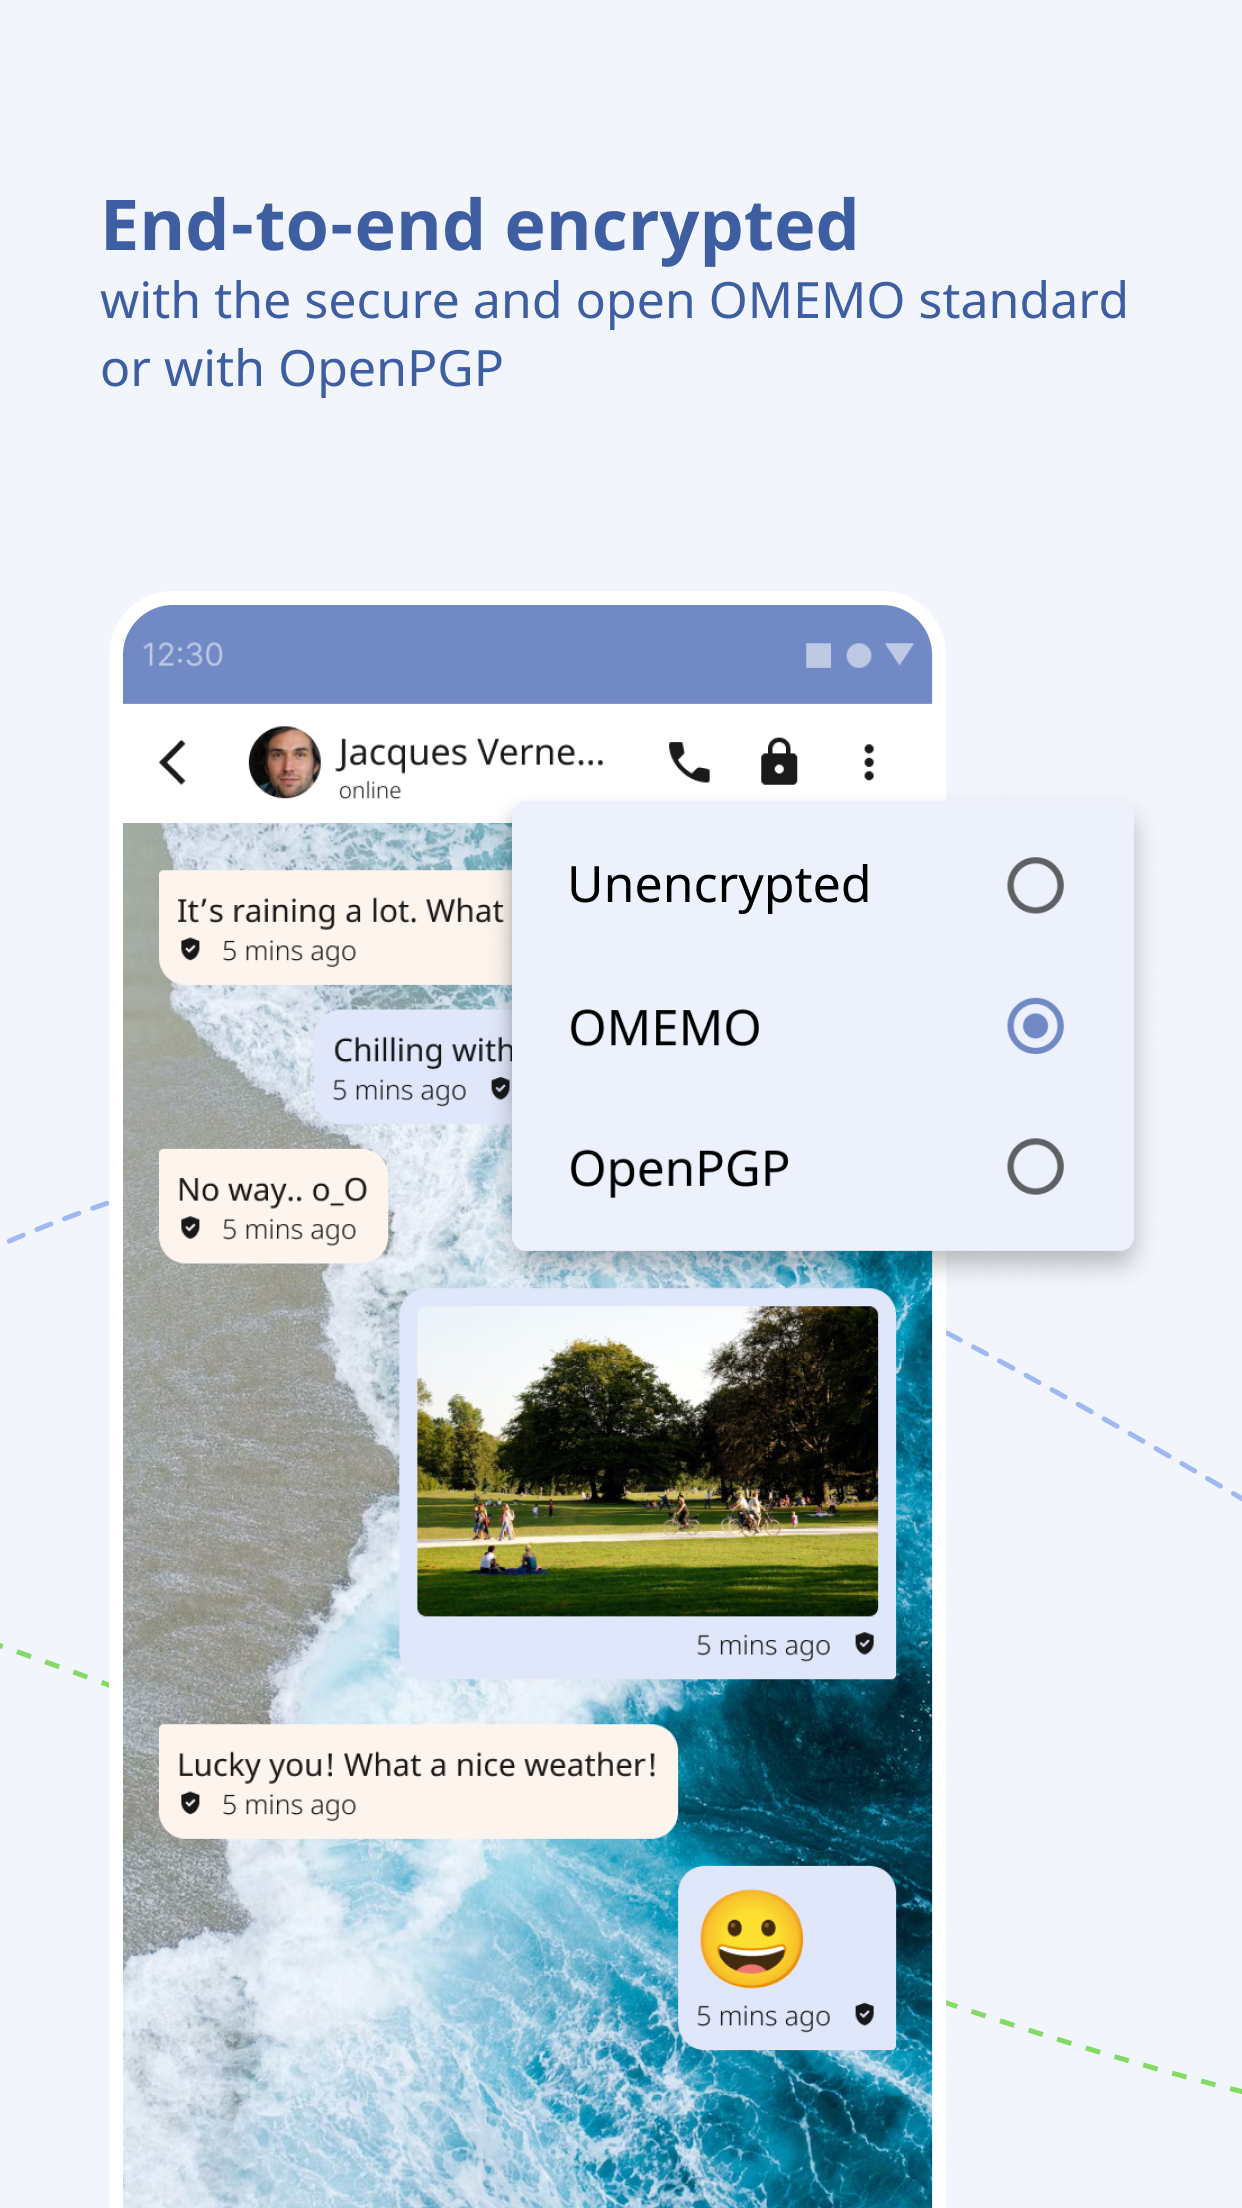 End-to-end encrypted
with the secure and open OMEMO standard
or with OpenPGP
12:30
Jacques Verne...
online
Unencrypted
It’s raining a lot. What
5 mins ago
OMEMO
Chilling with
5 mins ago
OpenPGP
No way.. o_O
5 mins ago
5 mins ago
Lucky you! What a nice weather!
5 mins ago
5 mins ago